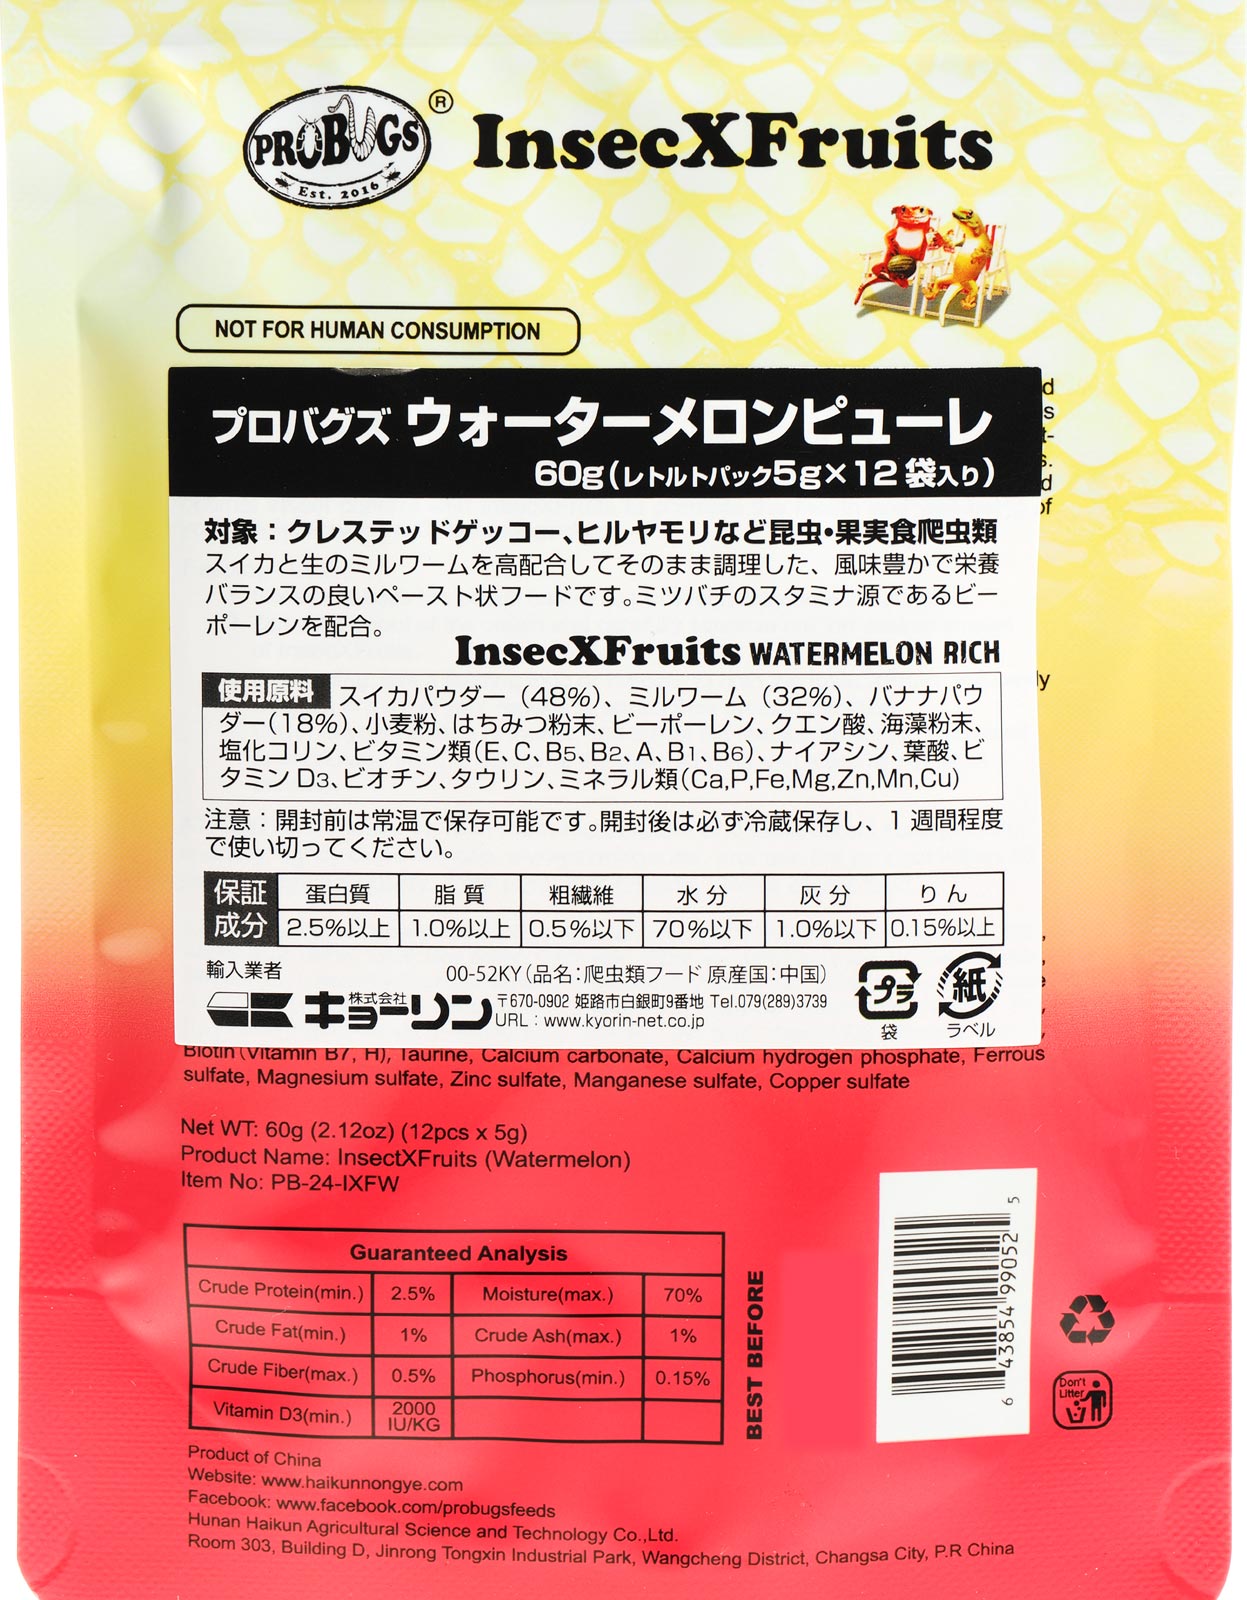 PROBUGS
Est. 2016
®
InsecXFruits
NOT FOR HUMAN CONSUMPTION
プロバグズ ウォーターメロンピューレ
60g(レトルトパック5g×12 袋入り)
対象：クレステッドゲッコー、ヒルヤモリなど昆虫・果実食爬虫類
スイカと生のミルワームを高配合してそのまま調理した、風味豊かで栄養
バランスの良いペースト状フードです。ミツバチのスタミナ源であるビー
ポーレンを配合。
InsecXFruits WATERMELON RICH
使用原料 スイカパウダー（48%）、ミルワーム（32%）、バナナパウ
ダー（18%）、小麦粉、はちみつ粉末、ビーポーレン、クエン酸、海藻粉末、
塩化コリン、ビタミン類(E、C、B5、B2、A、B1、B6)、ナイアシン、葉酸、ビ
タミンD3、ビオチン、タウリン、ミネラル類(Ca,P,Fe,Mg,Zn,Mn,Cu)
注意：開封前は常温で保存可能です。開封後は必ず冷蔵保存し、１週間程度
で使い切ってください。
保証成分
蛋白質 脂質 粗繊維 水分 灰分 りん
2.5%以上 1.0%以上 0.5%以下 70%以下 1.0%以下 0.15%以上
輸入業者
00-52KY（品名：爬虫類フード 原産国：中国）
株式会社 キョーリン
〒670-0902 姫路市白銀町9番地 Tel.079(289)3739
URL：www.kyorin-net.co.jp
プラ
袋
紙
ラベル
Biotin (Vitamin B7, H), Taurine, Calcium carbonate, Calcium hydrogen phosphate, Ferrous
sulfate, Magnesium sulfate, Zinc sulfate, Manganese sulfate, Copper sulfate
Net WT: 60g (2.12oz) (12pcs x 5g)
Product Name: InsectXFruits (Watermelon)
Item No: PB-24-IXFW
Guaranteed Analysis
Crude Protein(min.) 2.5% Moisture(max.) 70%
Crude Fat(min.) 1% Crude Ash(max.) 1%
Crude Fiber(max.) 0.5% Phosphorus(min.) 0.15%
Vitamin D3(min.) 2000 IU/KG
BEST BEFORE
6 43854 99052 5
Don't
Litter
Product of China
Website: www.haikunnongye.com
Facebook: www.facebook.com/probugsfeeds
Hunan Haikun Agricultural Science and Technology Co.,Ltd.
Room 303, Building D, Jinrong Tongxin Industrial Park, Wangcheng District, Changsa City, P.R China